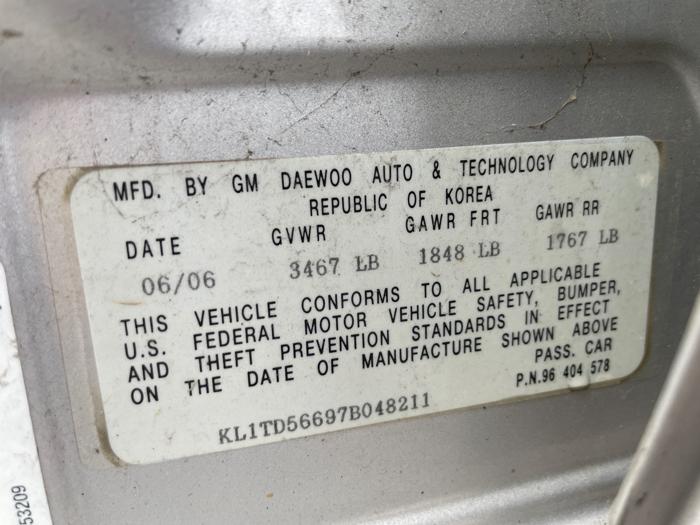 MFD. BY GM DAEWOO AUTO & TECHNOLOGY COMPANY
REPUBLIC OF KOREA
DATE GVWR GAWR FRT GAWR RR
06/06 3467 LB 1848 LB 1767 LB
THIS VEHICLE CONFORMS TO ALL APPLICABLE
U.S. FEDERAL MOTOR VEHICLE SAFETY, BUMPER,
AND THEFT PREVENTION STANDARDS IN EFFECT
ON THE DATE OF MANUFACTURE SHOWN ABOVE
PASS. CAR
P.N.96 404 578
KL1TD56697B048211
53209